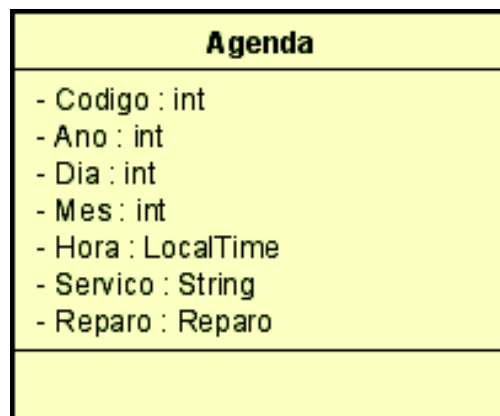 Agenda
- Codigo : int
- Ano : int
- Dia : int
- Mes : int
- Hora : LocalTime
- Servico : String
- Reparo : Reparo